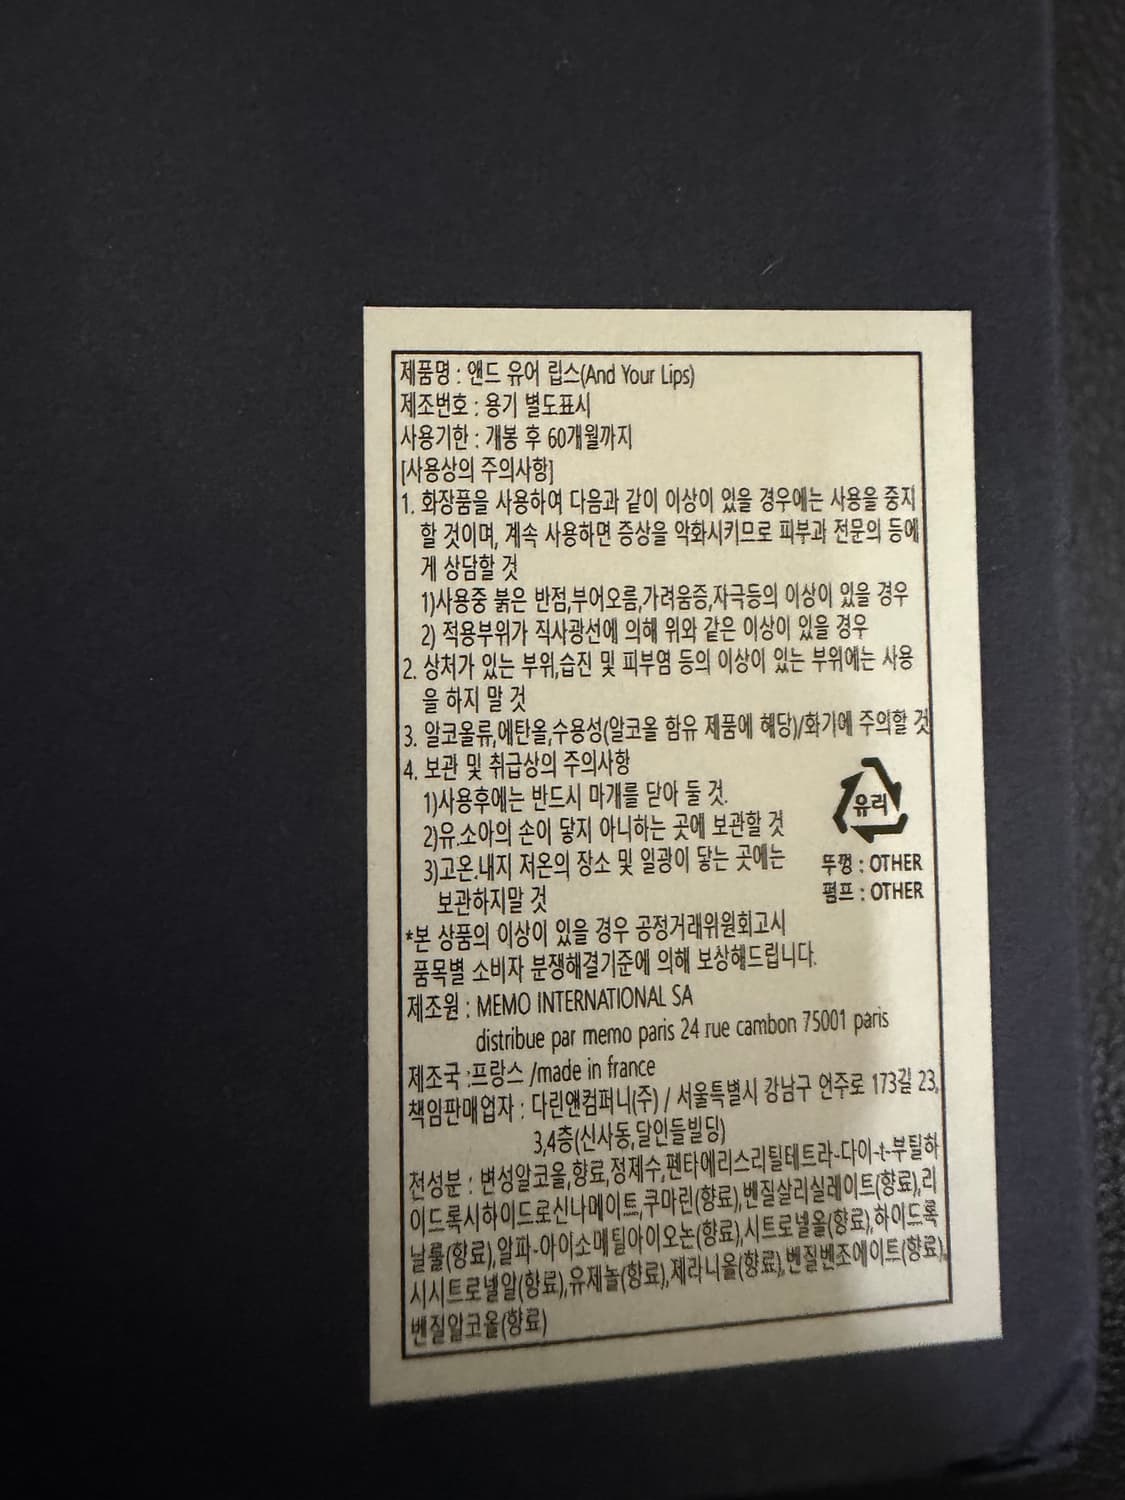 제품명 : 앤드 유어 립스(And Your Lips)
제조번호 : 용기 별도표시
사용기한 : 개봉 후 60개월까지
[사용상의 주의사항]
1. 화장품을 사용하여 다음과 같이 이상이 있을 경우에는 사용을 중지
할 것이며, 계속 사용하면 증상을 악화시키므로 피부과 전문의 등에
게 상담할 것
1)사용중 붉은 반점,부어오름,가려움증,자극등의 이상이 있을 경우
2) 적용부위가 직사광선에 의해 위와 같은 이상이 있을 경우
2. 상처가 있는 부위,습진 및 피부염 등의 이상이 있는 부위에는 사용
을 하지 말 것
3. 알코올류,에탄올,수용성(알코올 함유 제품에 해당)/화기에 주의할 것
4. 보관 및 취급상의 주의사항
1)사용후에는 반드시 마개를 닫아 둘 것.
2)유.소아의 손이 닿지 아니하는 곳에 보관할 것
3)고온.내지 저온의 장소 및 일광이 닿는 곳에는
보관하지말 것
유리
뚜껑 : OTHER
펌프 : OTHER
*본 상품의 이상이 있을 경우 공정거래위원회고시
품목별 소비자 분쟁해결기준에 의해 보상해드립니다.
제조원 : MEMO INTERNATIONAL SA
distribue par memo paris 24 rue cambon 75001 paris
제조국 :프랑스 /made in france
책임판매업자 : 다린앤컴퍼니(주) / 서울특별시 강남구 언주로 173길 23,
3,4층(신사동,달인들빌딩)
전성분 : 변성알코올,향료,정제수,펜타에리스리틸테트라-다이-t-부틸하
이드록시하이드로신나메이트,쿠마린(향료),벤질살리실레이트(향료),리
날룰(향료),알파-아이소메틸아이오논(향료),시트로넬올(향료),하이드록
시시트로넬알(향료),유제놀(향료),제라니올(향료),벤질벤조에이트(향료),
벤질알코올(향료)